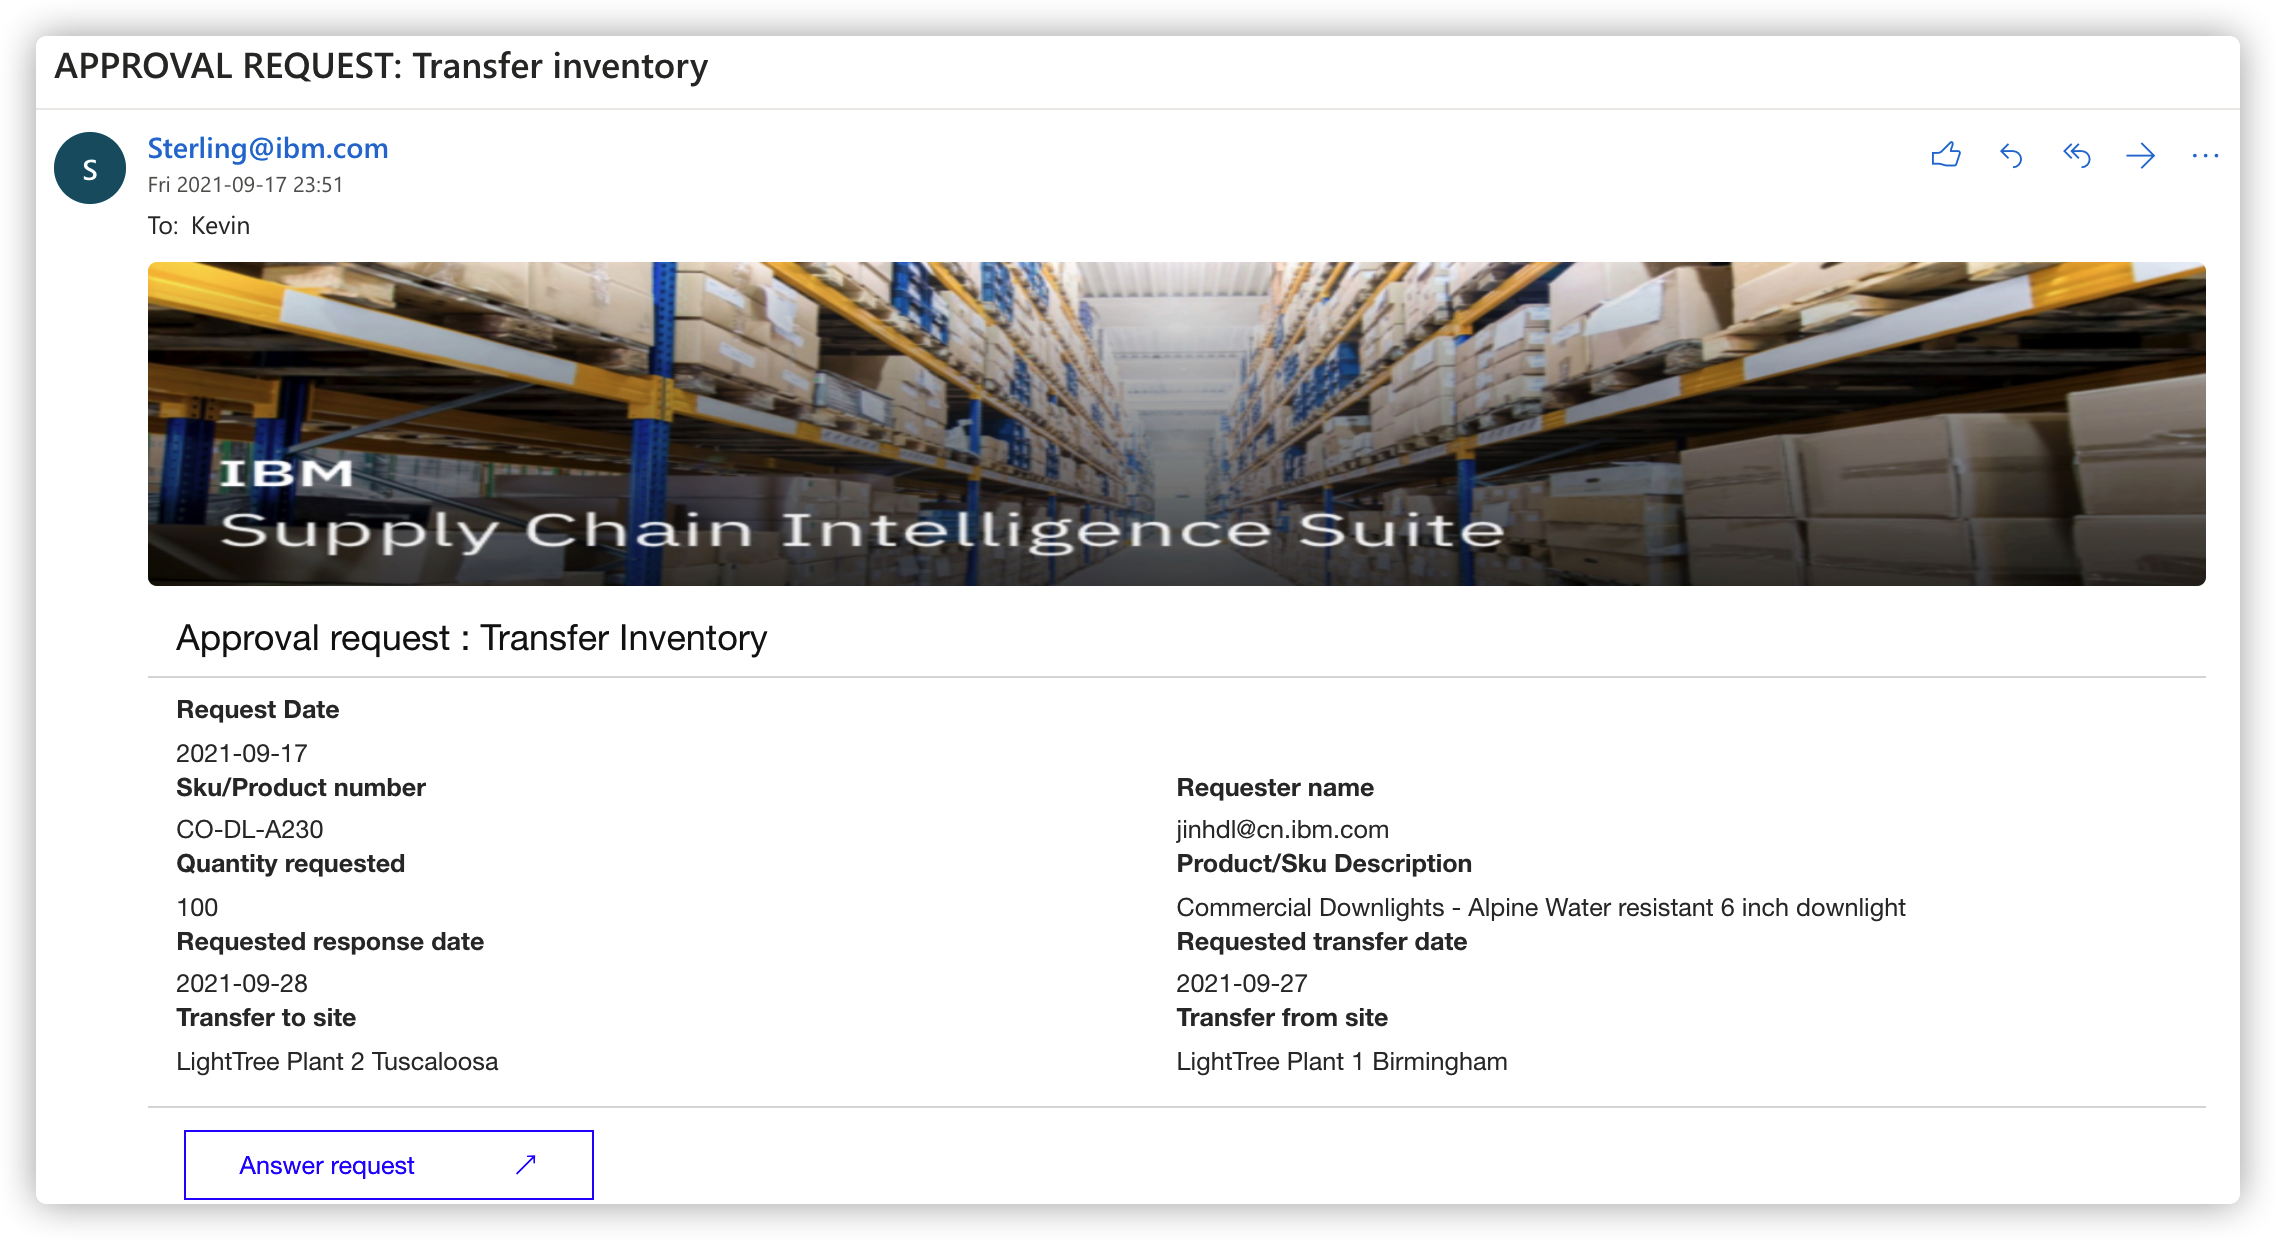 APPROVAL REQUEST: Transfer inventory
S
Sterling@ibm.com
Fri 2021-09-17 23:51
To: Kevin
IBM
Supply Chain Intelligence Suite
Approval request : Transfer Inventory
Request Date
2021-09-17
Sku/Product number
Requester name
CO-DL-A230
jinhdl@cn.ibm.com
Quantity requested
Product/Sku Description
100
Commercial Downlights - Alpine Water resistant 6 inch downlight
Requested response date
Requested transfer date
2021-09-28
2021-09-27
Transfer to site
Transfer from site
LightTree Plant 2 Tuscaloosa
LightTree Plant 1 Birmingham
Answer request